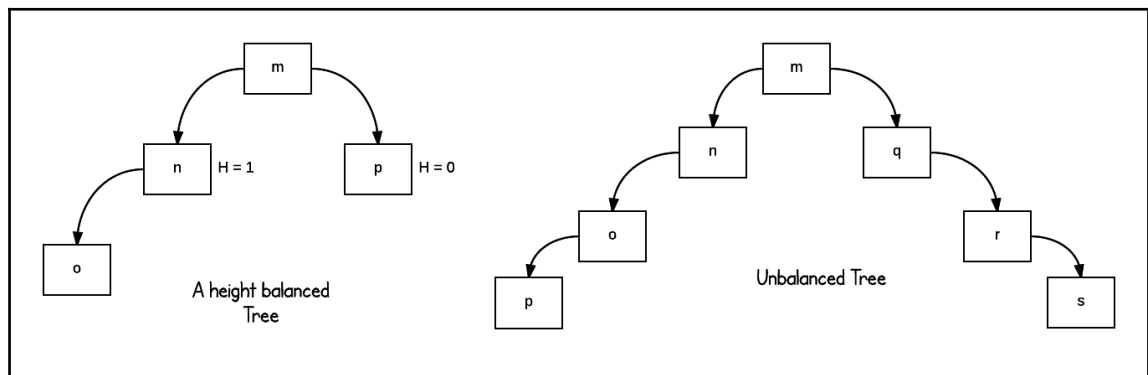 m
n
H = 1
p
H = 0
o
A height balanced
Tree
m
n
q
o
r
p
s
Unbalanced Tree